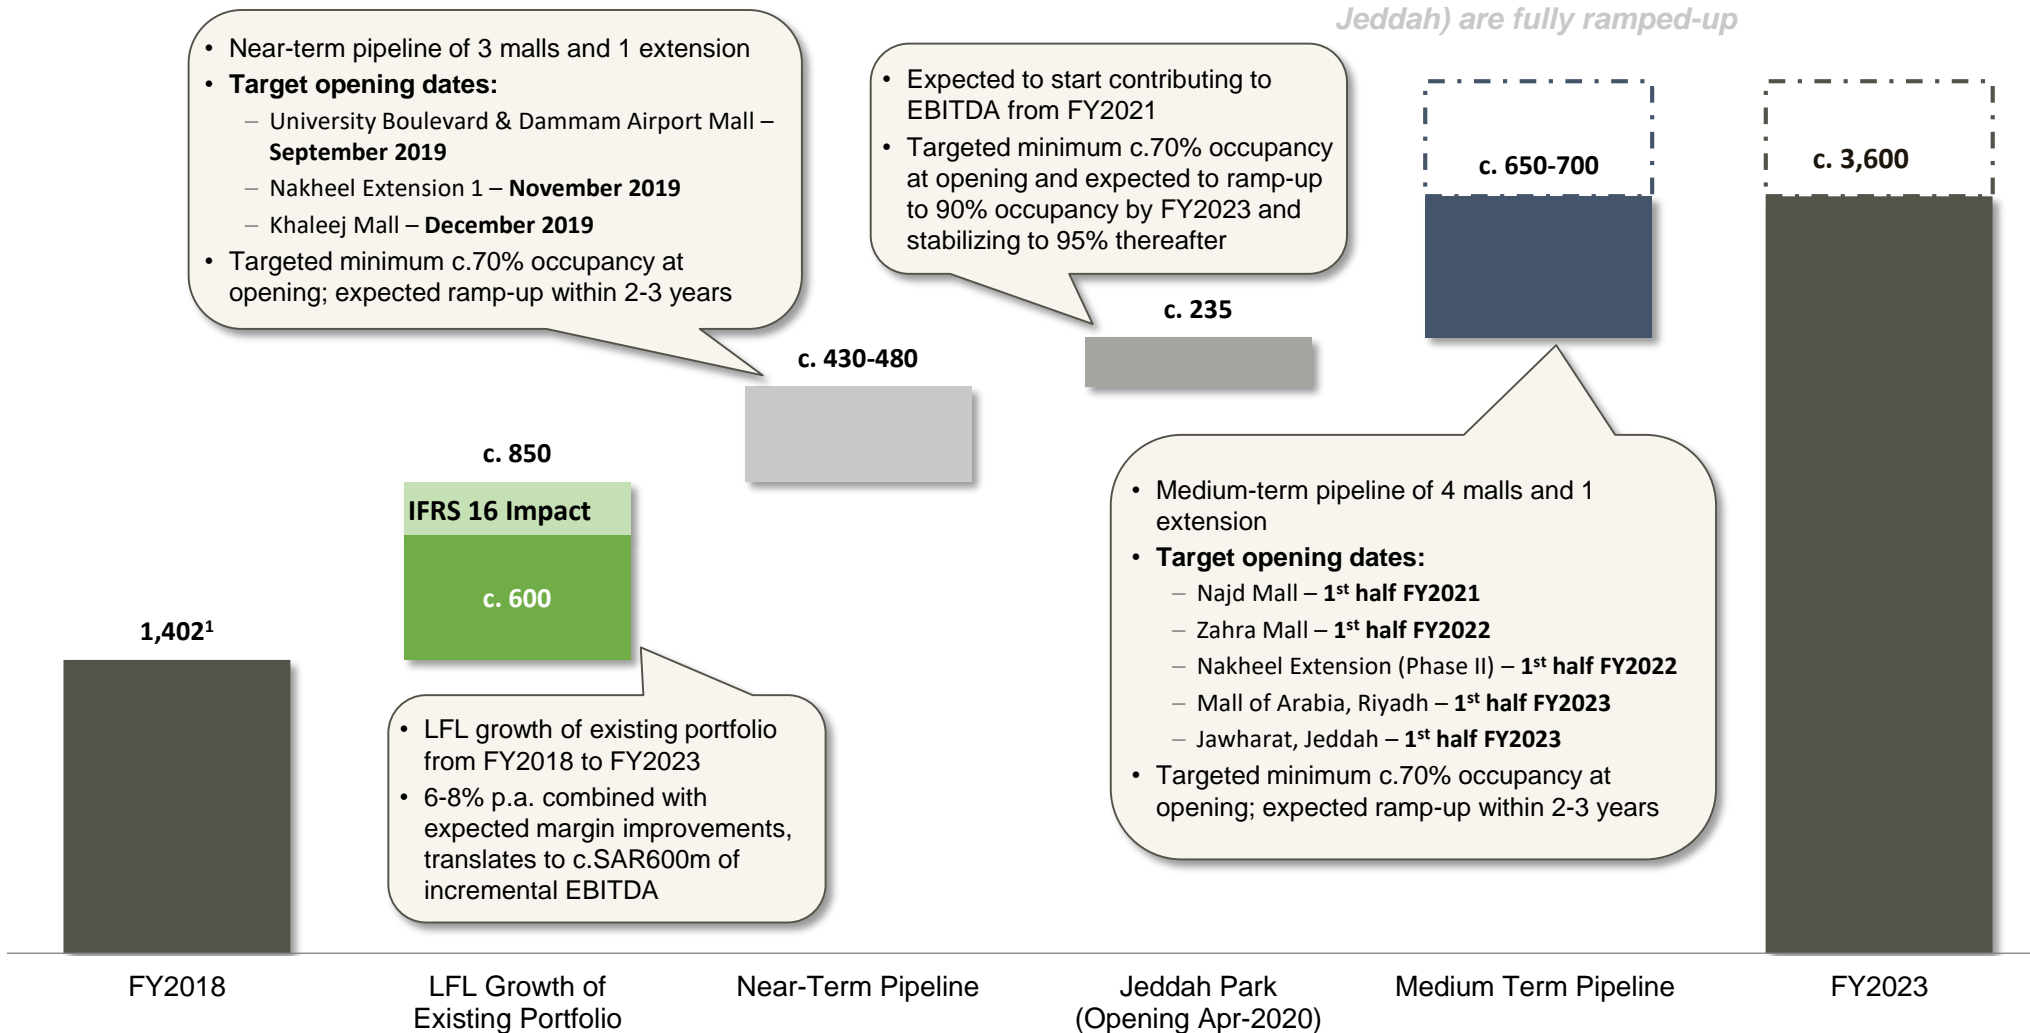 Jeddah) are fully ramped-up
• Near-term pipeline of 3 malls and 1 extension
• Target opening dates:
– University Boulevard & Dammam Airport Mall –
September 2019
– Nakheel Extension 1 – November 2019
– Khaleej Mall – December 2019
• Targeted minimum c.70% occupancy at
opening; expected ramp-up within 2-3 years
• Expected to start contributing to
EBITDA from FY2021
• Targeted minimum c.70% occupancy
at opening and expected to ramp-up
to 90% occupancy by FY2023 and
stabilizing to 95% thereafter
c. 650-700
c. 3,600
c. 235
c. 430-480
c. 850
IFRS 16 Impact
c. 600
1,402¹
• LFL growth of existing portfolio
from FY2018 to FY2023
• 6-8% p.a. combined with
expected margin improvements,
translates to c.SAR600m of
incremental EBITDA
• Medium-term pipeline of 4 malls and 1
extension
• Target opening dates:
– Najd Mall – 1st half FY2021
– Zahra Mall – 1st half FY2022
– Nakheel Extension (Phase II) – 1st half FY2022
– Mall of Arabia, Riyadh – 1st half FY2023
– Jawharat, Jeddah – 1st half FY2023
• Targeted minimum c.70% occupancy at
opening; expected ramp-up within 2-3 years
FY2018
LFL Growth of
Existing Portfolio
Near-Term Pipeline
Jeddah Park
(Opening Apr-2020)
Medium Term Pipeline
FY2023